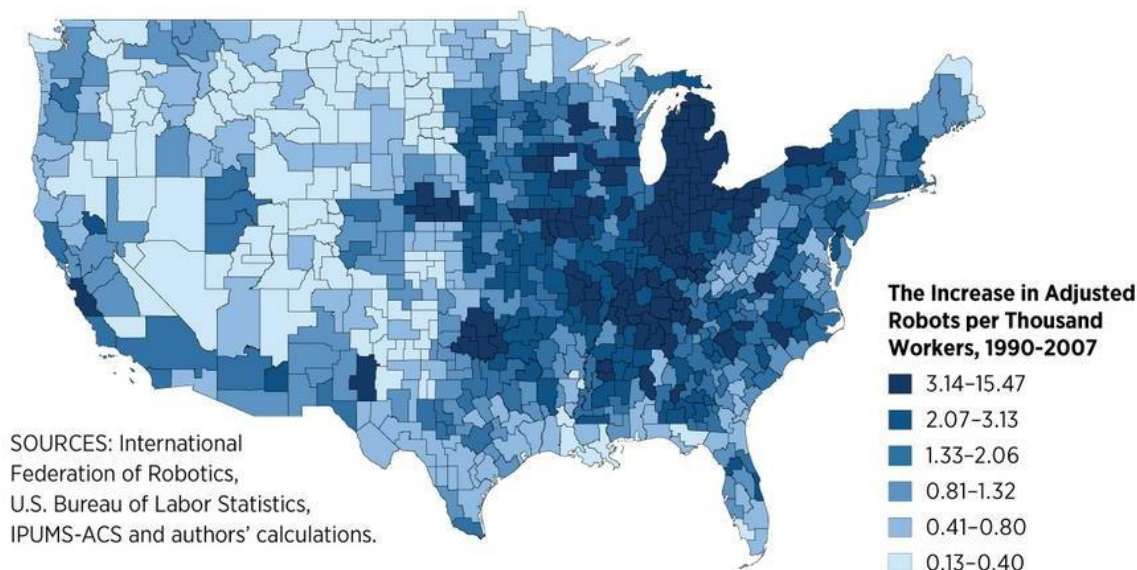 The Increase in Adjusted
Robots per Thousand
Workers, 1990-2007
3.14–15.47
2.07–3.13
1.33–2.06
0.81–1.32
0.41–0.80
0.13–0.40
SOURCES: International
Federation of Robotics,
U.S. Bureau of Labor Statistics,
IPUMS-ACS and authors' calculations.